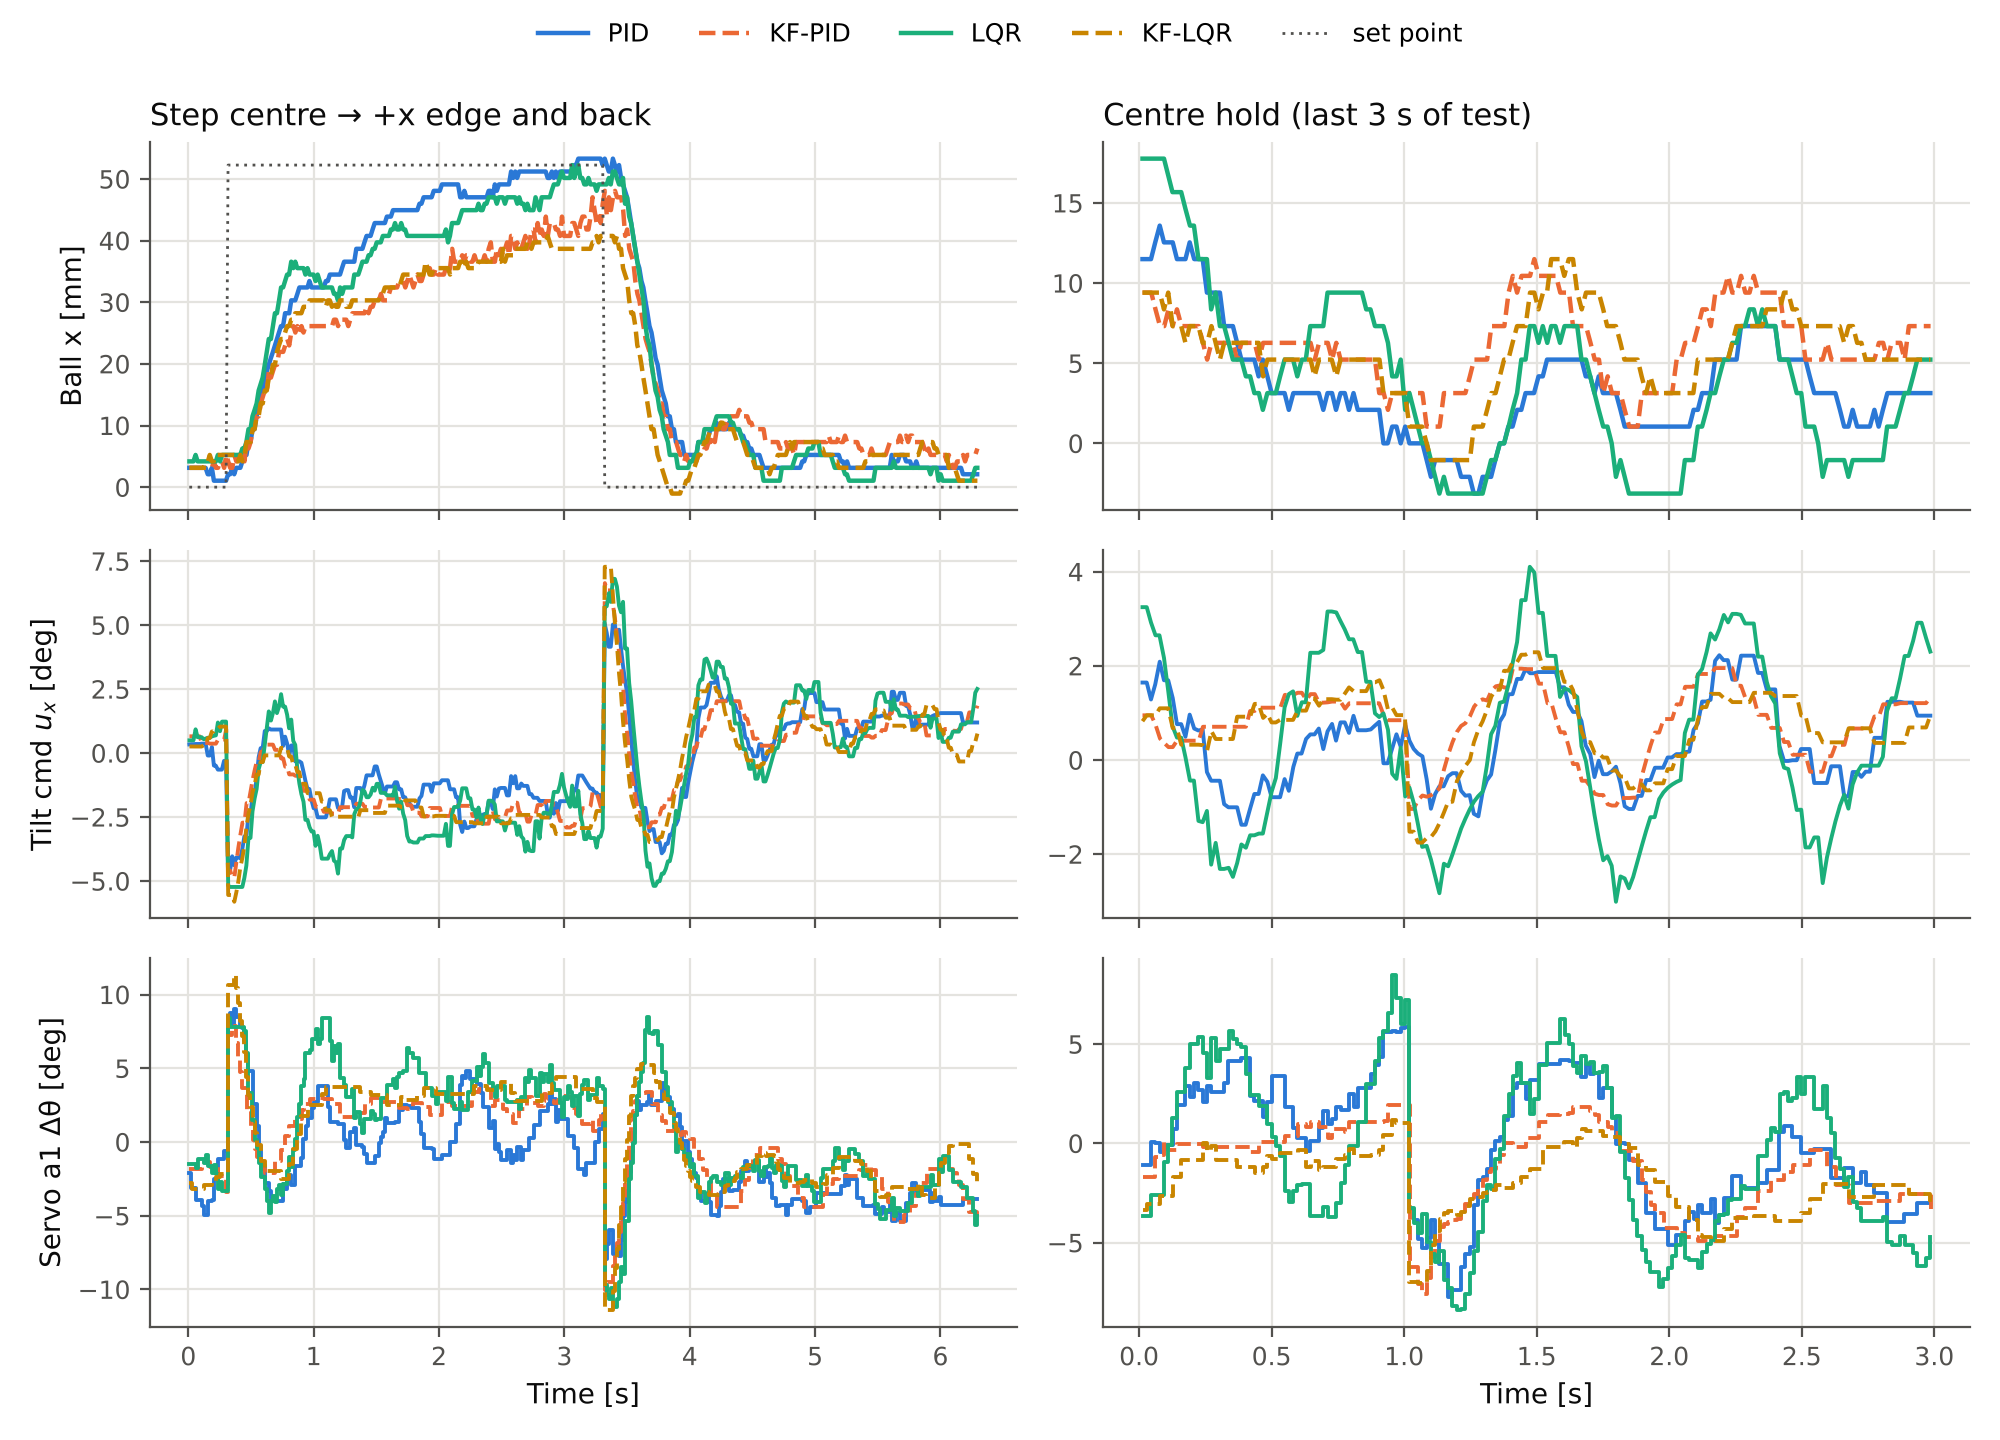 PID KF-PID LQR KF-LQR set point
Step centre → +x edge and back
Centre hold (last 3 s of test)
Ball x [mm]
50
40
30
20
10
0
15
10
5
0
Tilt cmd uₓ [deg]
7.5
5.0
2.5
0.0
−2.5
−5.0
4
2
0
−2
Servo a1 Δθ [deg]
10
5
0
−5
−10
5
0
−5
0 1 2 3 4 5 6
Time [s]
0.0 0.5 1.0 1.5 2.0 2.5 3.0
Time [s]